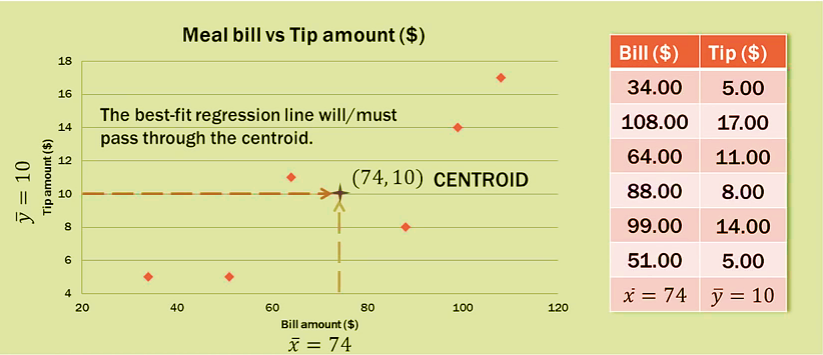 Meal bill vs Tip amount ($)
18
16
14
12
10
8
6
4
The best-fit regression line will/must
pass through the centroid.
(74, 10) CENTROID
Tip amount ($)
y̅ = 10
20 40 60 80 100 120
Bill amount ($)
x̅ = 74
Bill ($) Tip ($)
34.00 5.00
108.00 17.00
64.00 11.00
88.00 8.00
99.00 14.00
51.00 5.00
ẋ = 74 y̅ = 10